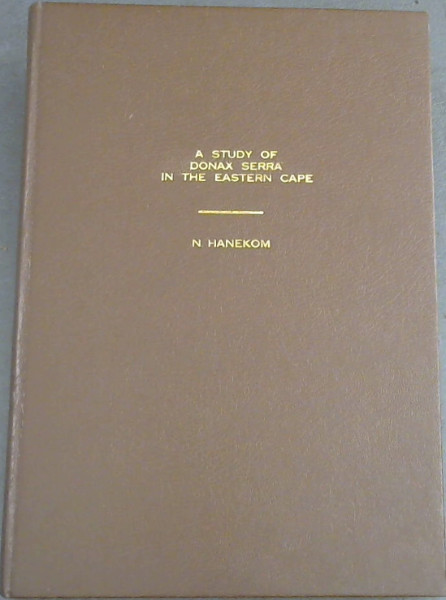 A STUDY OF
DONAX SERRA
IN THE EASTERN CAPE
N. HANEKOM